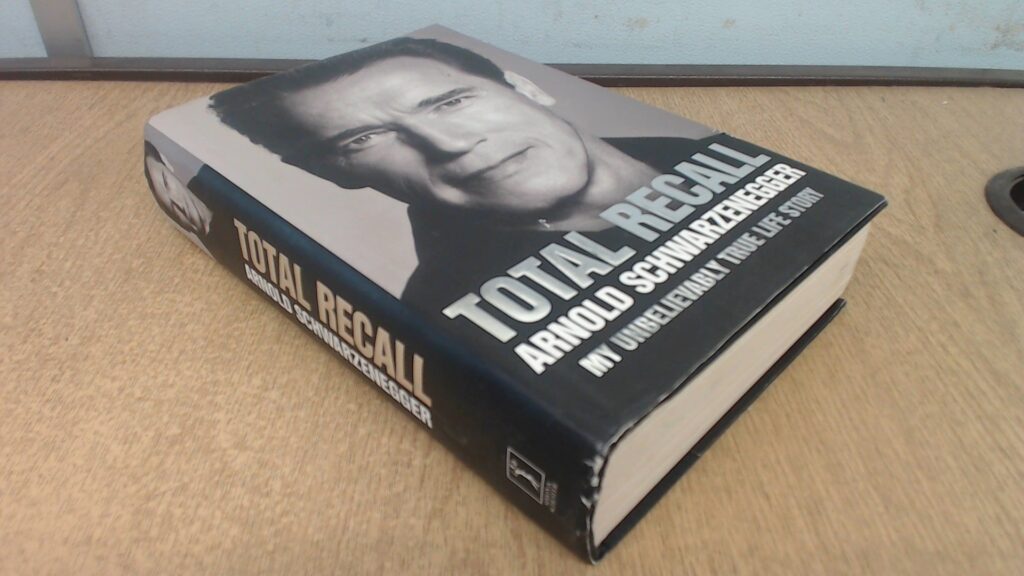 TOTAL RECALL
ARNOLD SCHWARZENEGGER
MY UNBELIEVABLY TRUE LIFE STORY
TOTAL RECALL
ARNOLD SCHWARZENEGGER